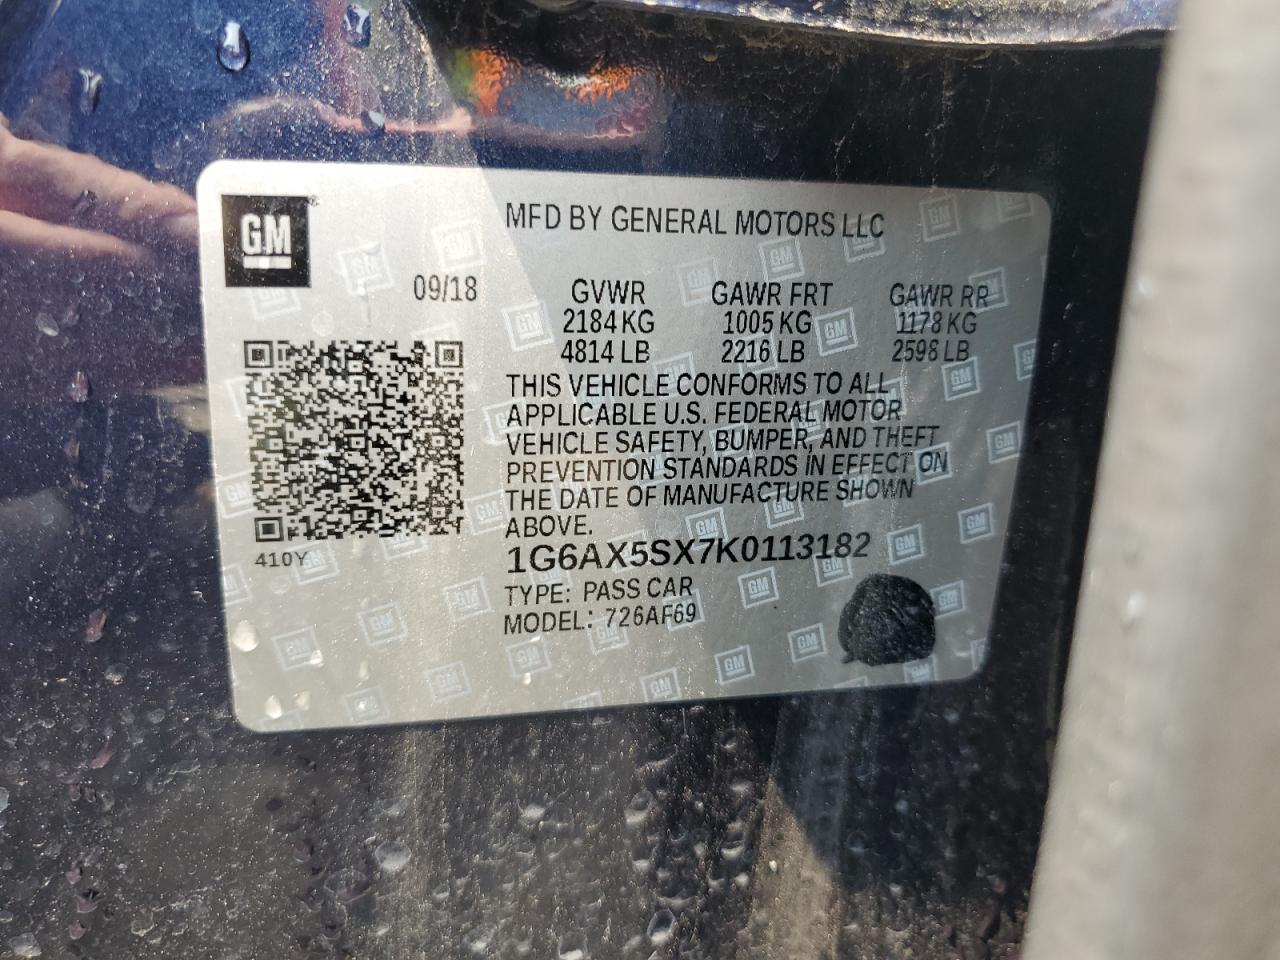 GM
MFD BY GENERAL MOTORS LLC
09/18
GVWR GAWR FRT GAWR RR
2184 KG 1005 KG 1178 KG
4814 LB 2216 LB 2598 LB
THIS VEHICLE CONFORMS TO ALL
APPLICABLE U.S. FEDERAL MOTOR
VEHICLE SAFETY, BUMPER, AND THEFT
PREVENTION STANDARDS IN EFFECT ON
THE DATE OF MANUFACTURE SHOWN
ABOVE.
410Y
1G6AX5SX7K0113182
TYPE: PASS CAR
MODEL: 726AF69